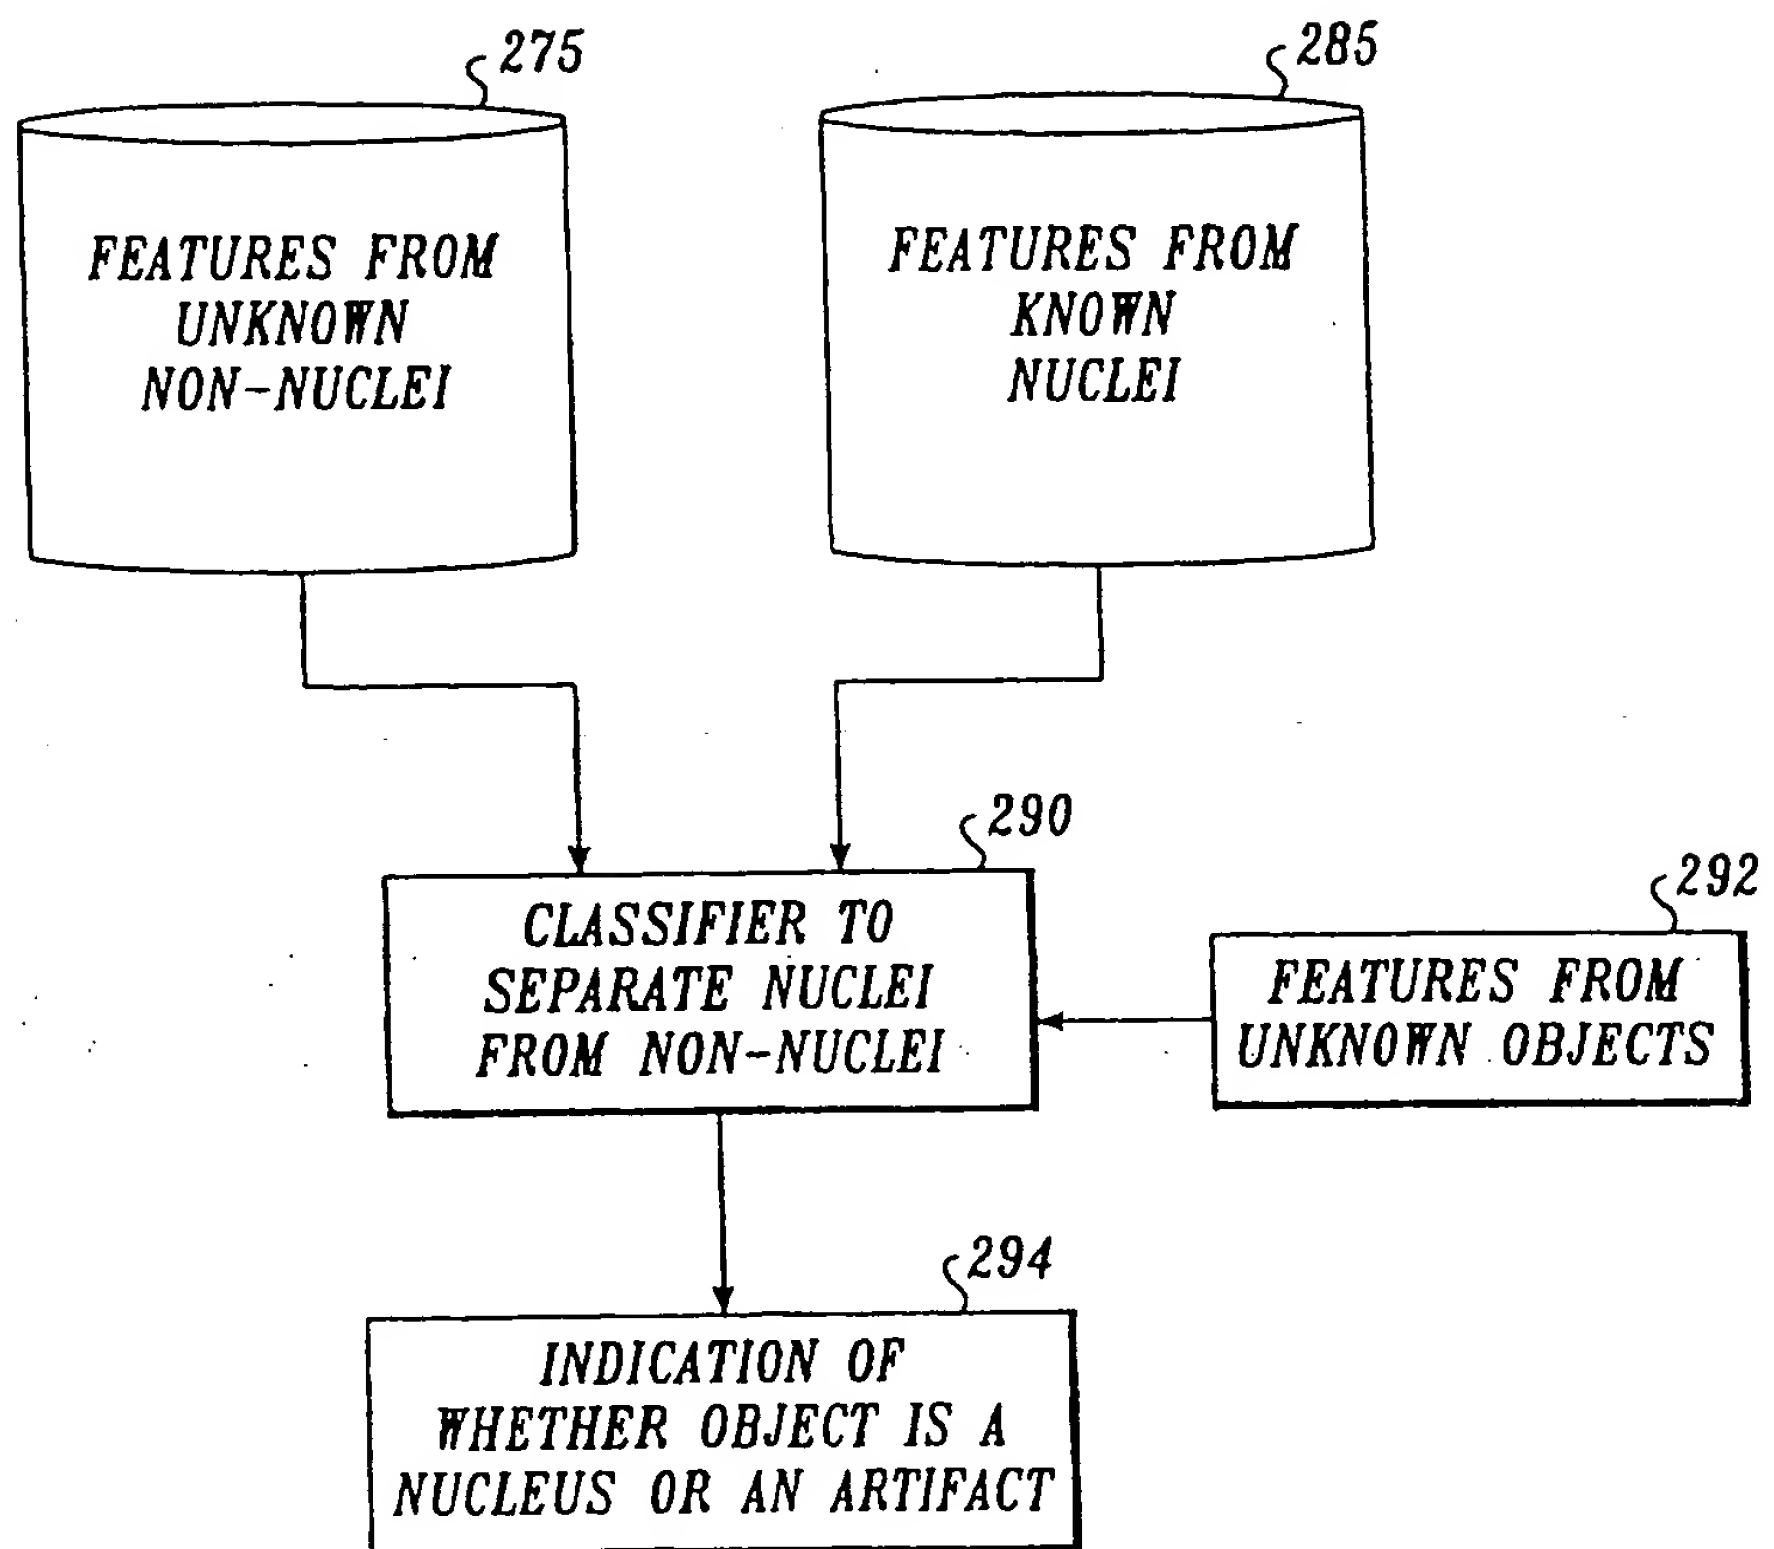 275
FEATURES FROM
UNKNOWN
NON-NUCLEI
285
FEATURES FROM
KNOWN
NUCLEI
290
CLASSIFIER TO
SEPARATE NUCLEI
FROM NON-NUCLEI
292
FEATURES FROM
UNKNOWN OBJECTS
294
INDICATION OF
WHETHER OBJECT IS A
NUCLEUS OR AN ARTIFACT